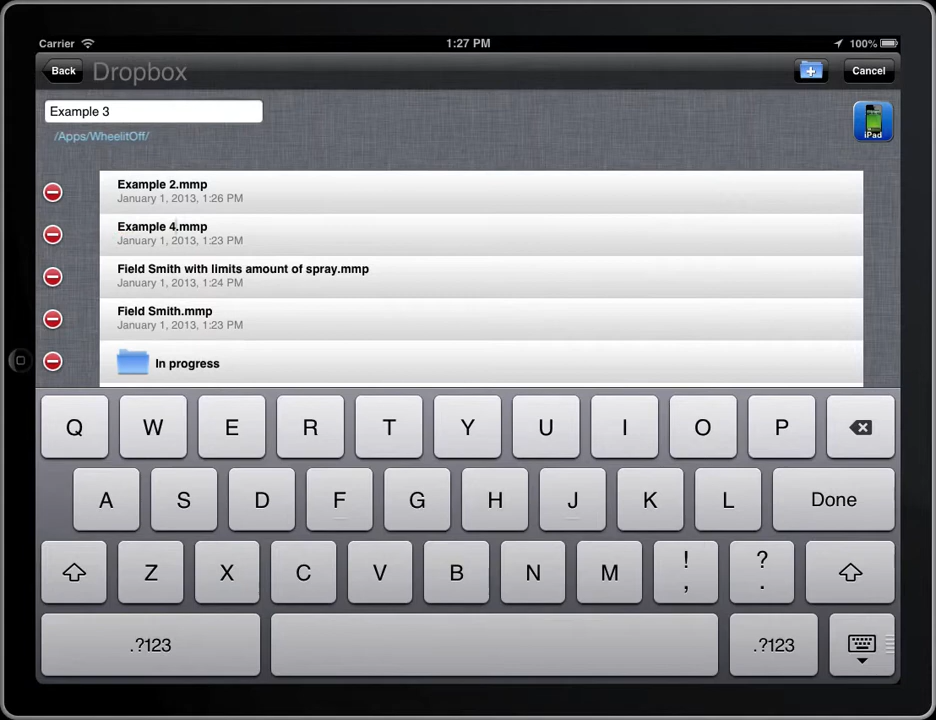 Carrier 1:27 PM 100%
Back Dropbox Cancel
Example 3
/Apps/WheelitOff/
iPad
Example 2.mmp
January 1, 2013, 1:26 PM
Example 4.mmp
January 1, 2013, 1:23 PM
Field Smith with limits amount of spray.mmp
January 1, 2013, 1:24 PM
Field Smith.mmp
January 1, 2013, 1:23 PM
In progress
Q W E R T Y U I O P
A S D F G H J K L Done
Z X C V B N M ! , ? .
.?123 .?123